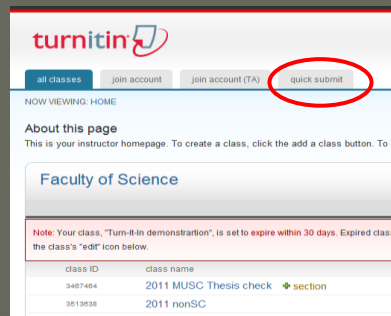 turnitin
all classes join account join account (TA) quick submit
NOW VIEWING: HOME
About this page
This is your instructor homepage. To create a class, click the add a class button. To
Faculty of Science
Note: Your class, "Turn-It-In demonstrartion", is set to expire within 30 days. Expired clas
the class's "edit" icon below.
class ID class name
3467464 2011 MUSC Thesis check section
3513638 2011 nonSC